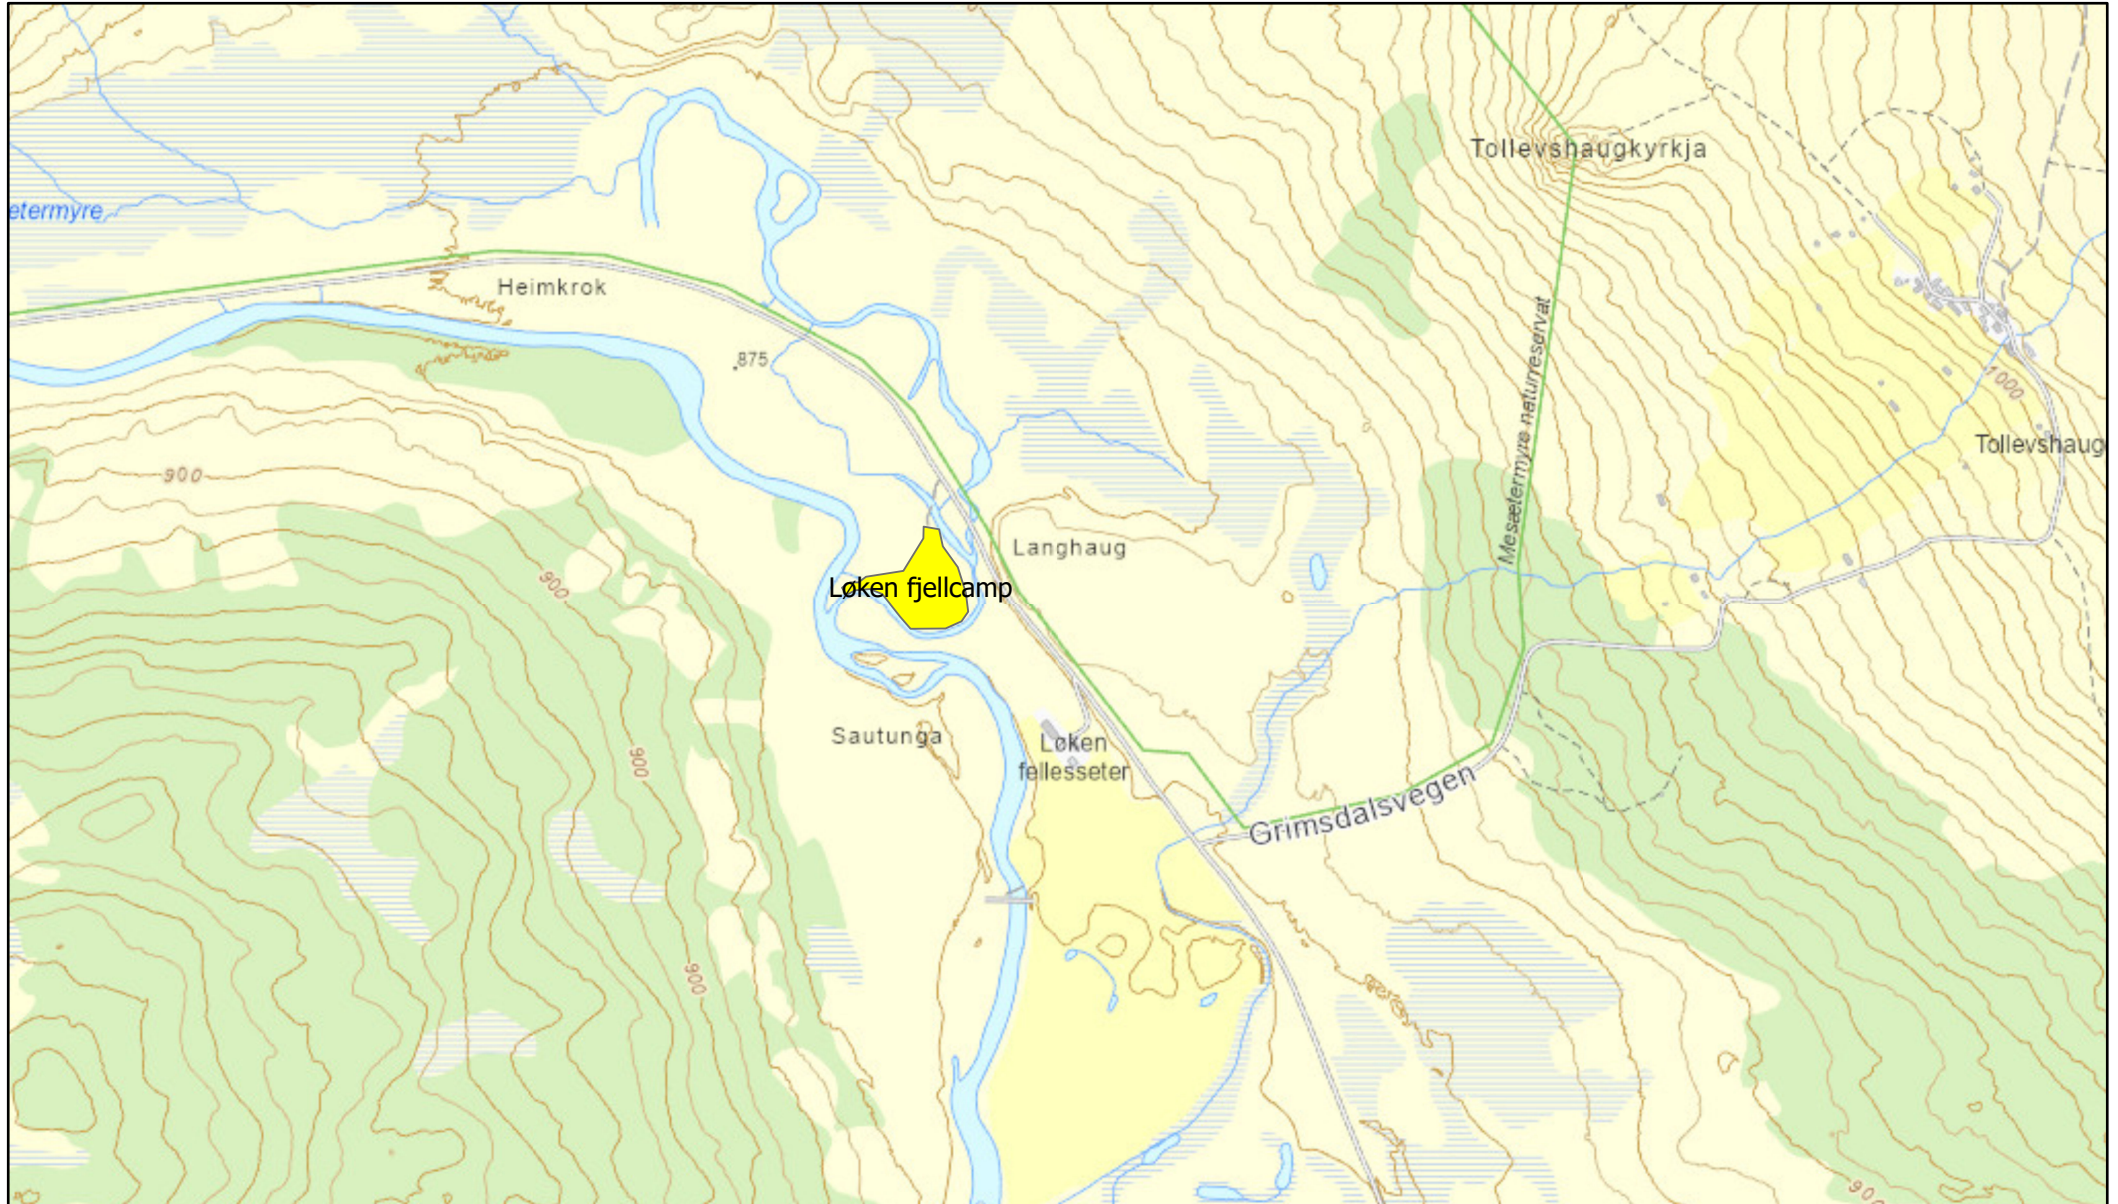 Tollevshaugkyrkja
etermyre
Heimkrok
875
Mesætermyre naturreservat
1000
Tollevshaug
900
Langhaug
900
Løken fjellcamp
Sautunga
Løken
fellesseter
900
Grimsdalsvegen
900
900